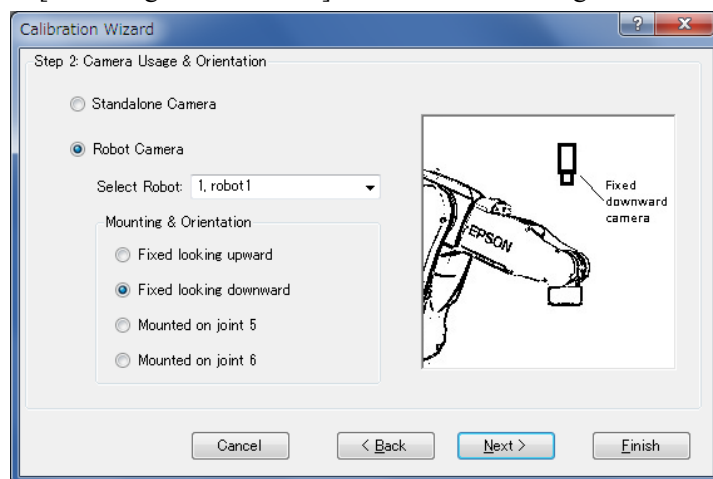 Calibration Wizard
Step 2: Camera Usage & Orientation
Standalone Camera
Robot Camera
Select Robot: 1, robot1
Mounting & Orientation
Fixed looking upward
Fixed looking downward
Mounted on joint 5
Mounted on joint 6
Fixed
downward
camera
EPSON
Cancel
< Back
Next >
Finish